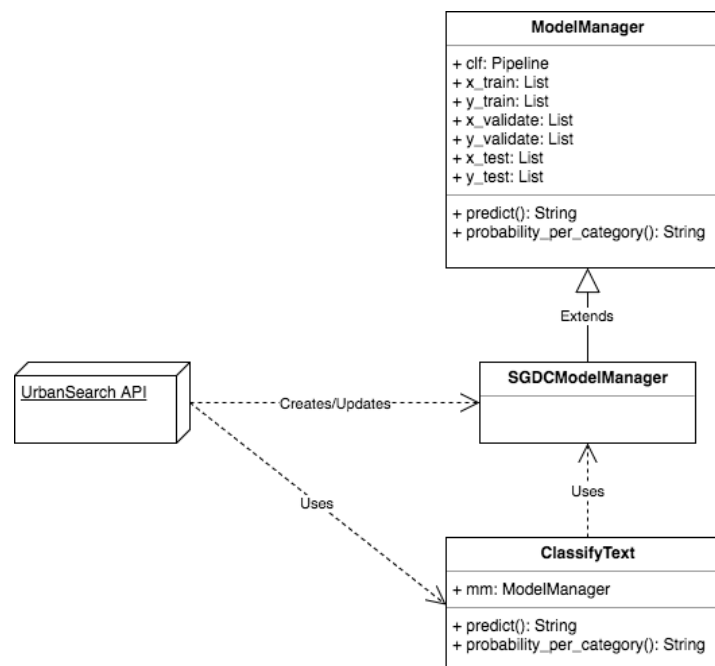 ModelManager
+ clf: Pipeline
+ x_train: List
+ y_train: List
+ x_validate: List
+ y_validate: List
+ x_test: List
+ y_test: List
+ predict(): String
+ probability_per_category(): String
Extends
UrbanSearch API
Creates/Updates
SGDCModelManager
Uses
Uses
ClassifyText
+ mm: ModelManager
+ predict(): String
+ probability_per_category(): String